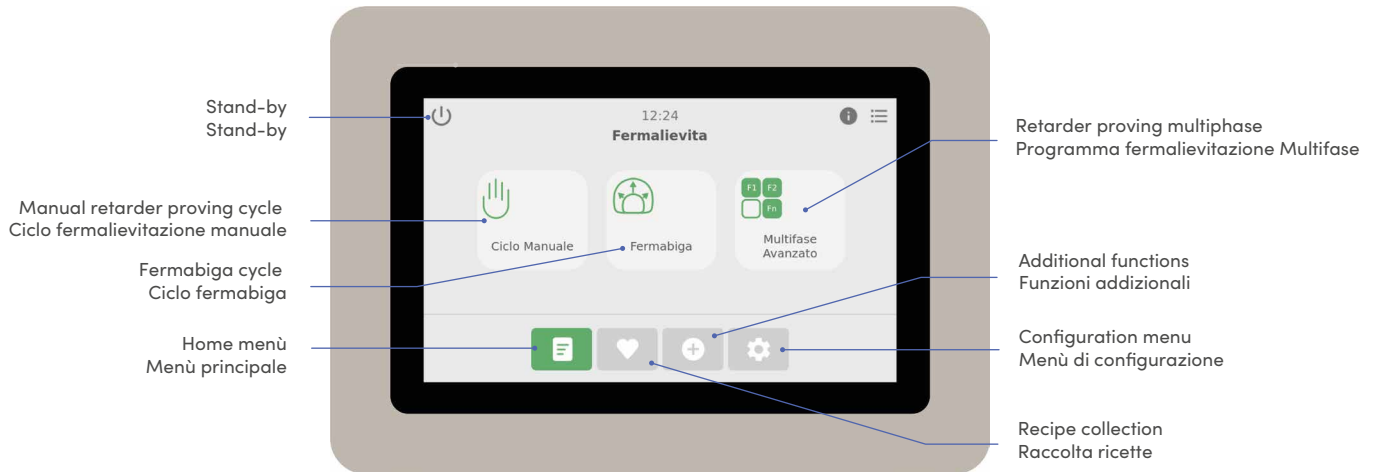 Stand-by
Stand-by
Manual retarder proving cycle
Ciclo fermalievitazione manuale
Fermabiga cycle
Ciclo fermabiga
Home menù
Menù principale
12:24
Fermalievita
i
F1 F2
Fn
Ciclo Manuale
Fermabiga
Multifase
Avanzato
Retarder proving multiphase
Programma fermalievitazione Multifase
Additional functions
Funzioni addizionali
Configuration menu
Menù di configurazione
Recipe collection
Raccolta ricette